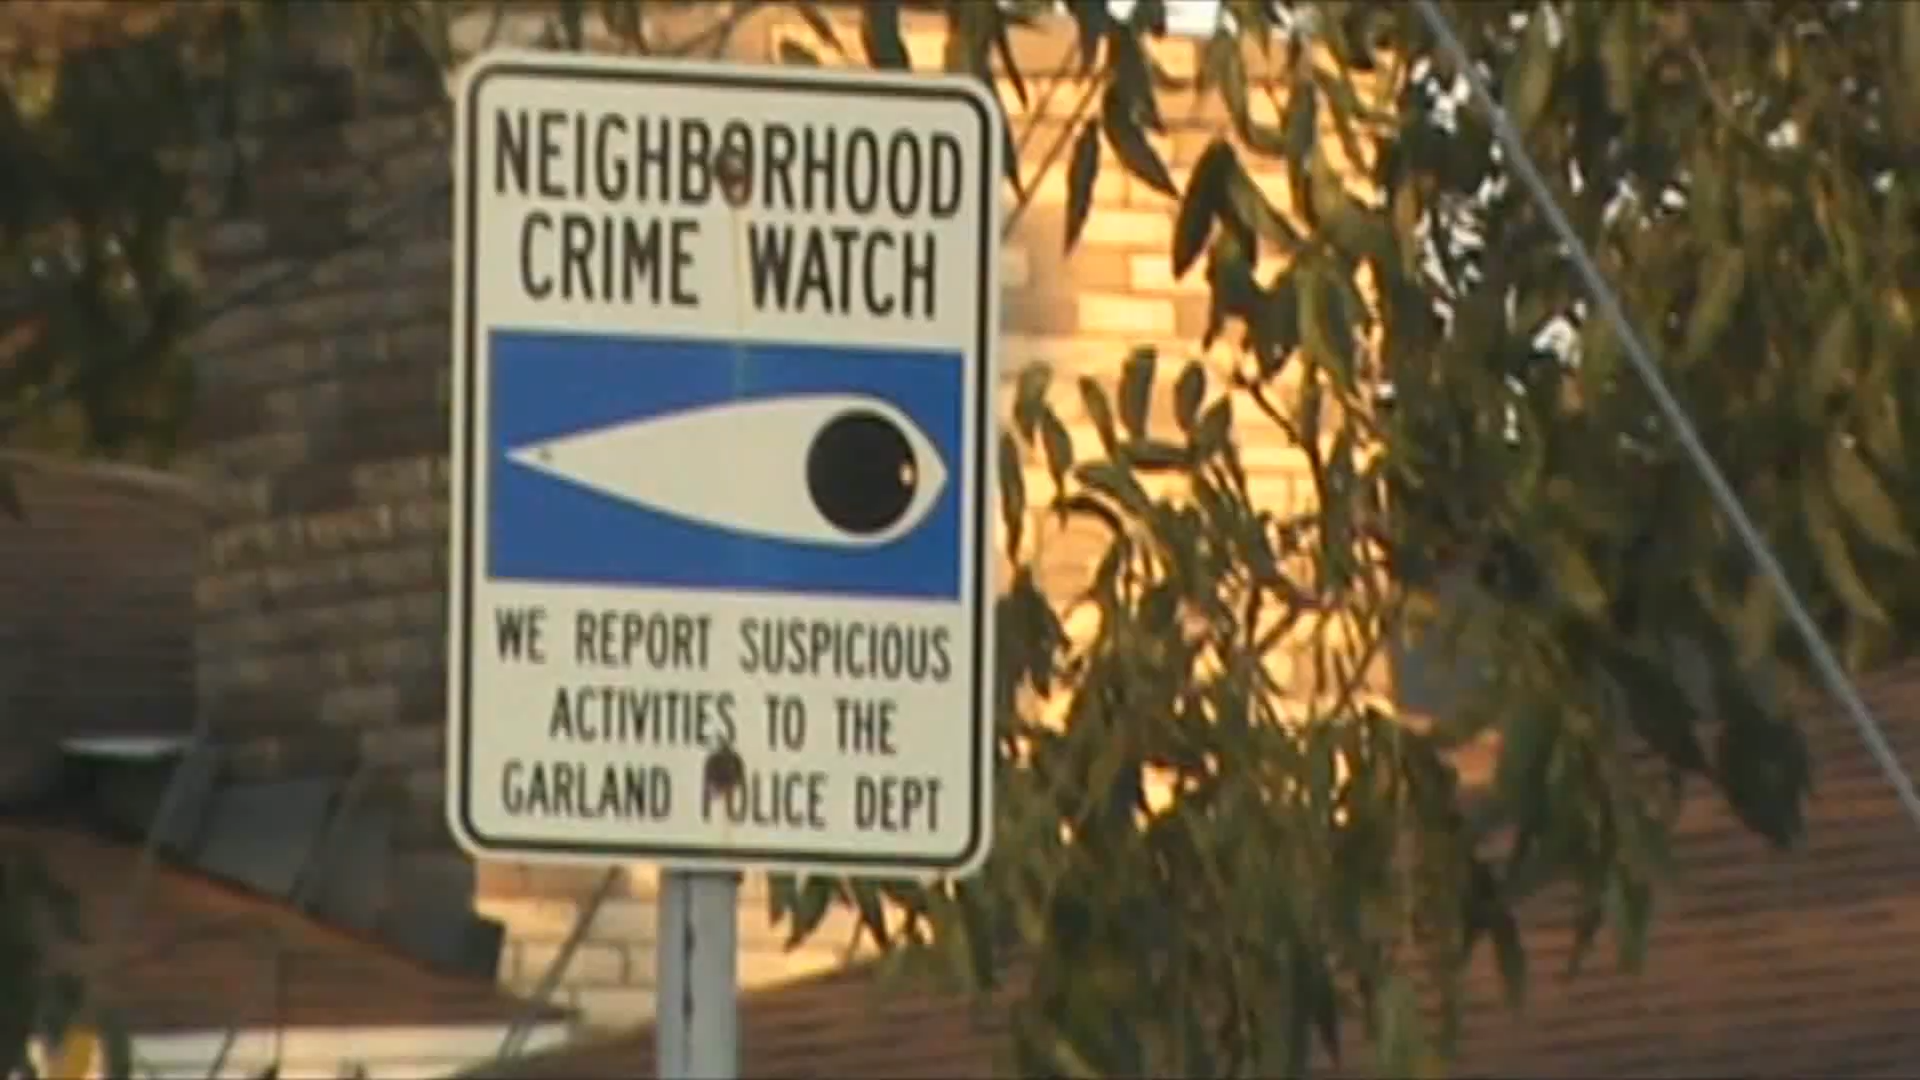 NEIGHBORHOOD
CRIME WATCH
WE REPORT SUSPICIOUS
ACTIVITIES TO THE
GARLAND POLICE DEPT